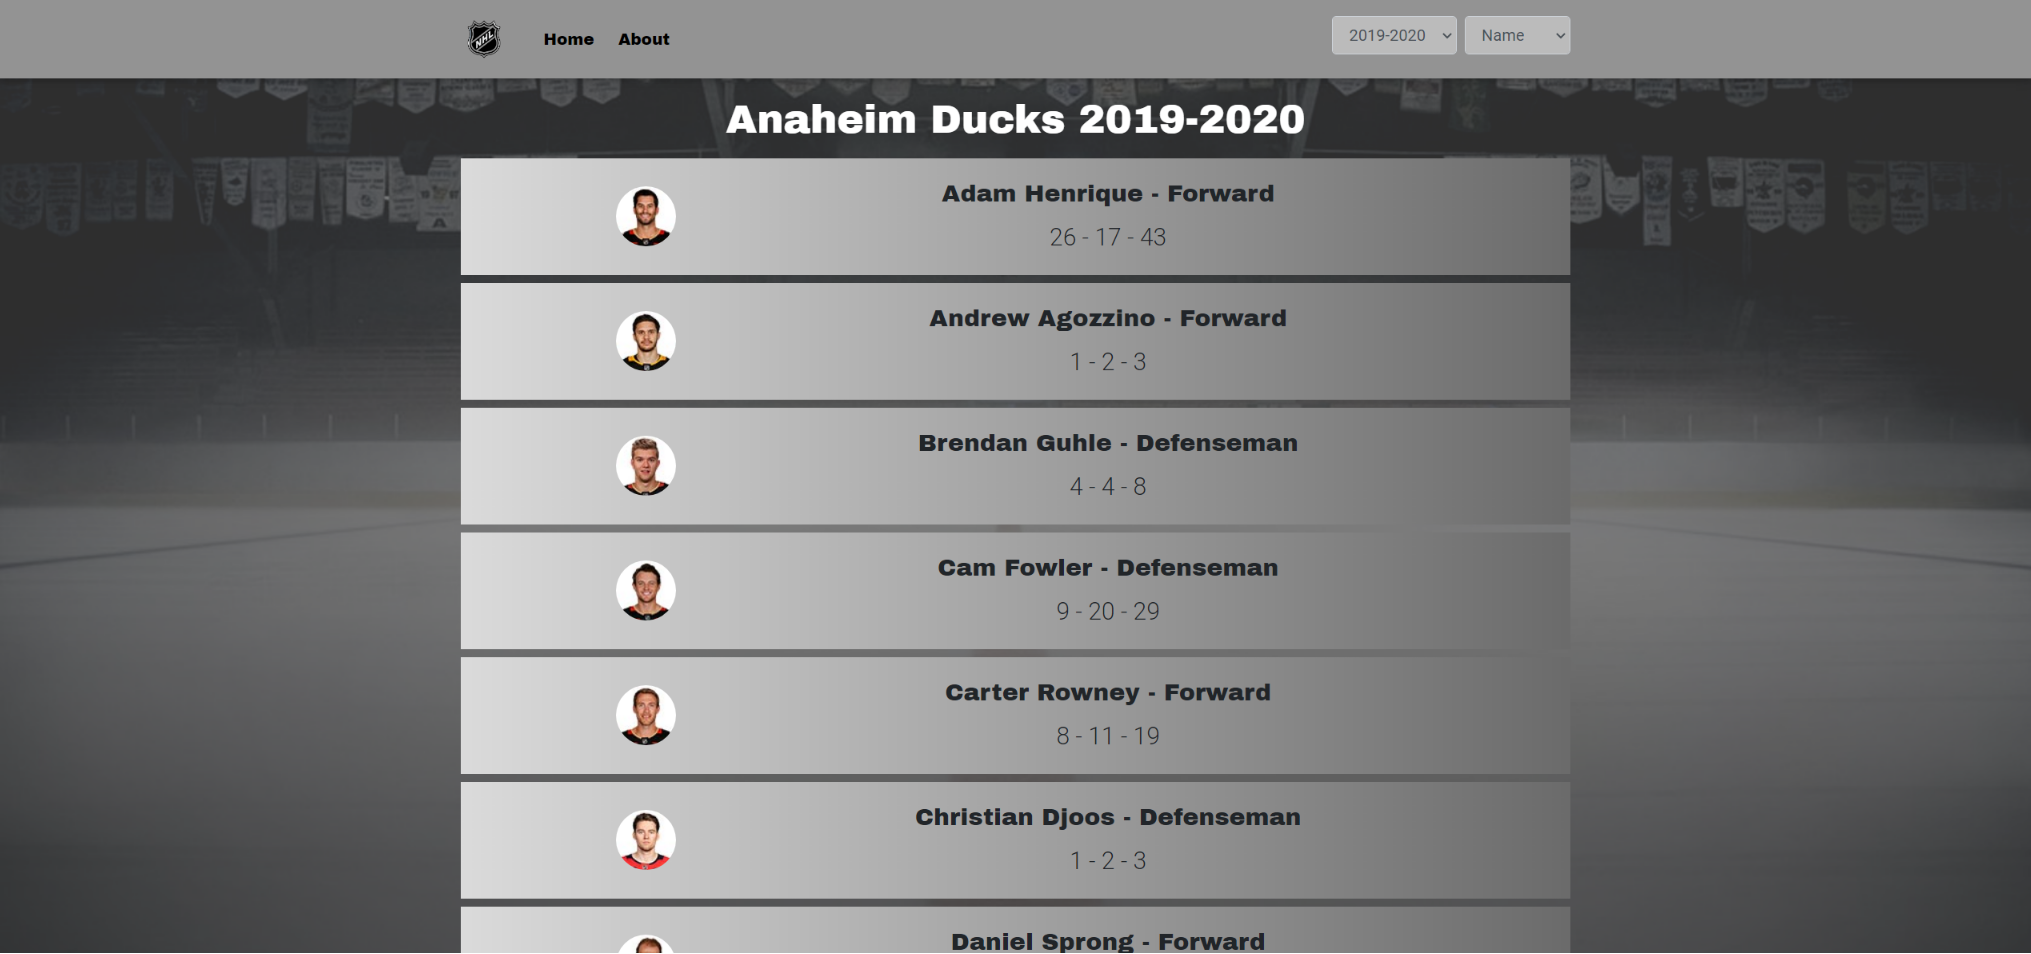 NHL
Home About
2019-2020 Name
Anaheim Ducks 2019-2020
Adam Henrique - Forward
26 - 17 - 43
Andrew Agozzino - Forward
1 - 2 - 3
Brendan Guhle - Defenseman
4 - 4 - 8
Cam Fowler - Defenseman
9 - 20 - 29
Carter Rowney - Forward
8 - 11 - 19
Christian Djoos - Defenseman
1 - 2 - 3
Daniel Sprong - Forward